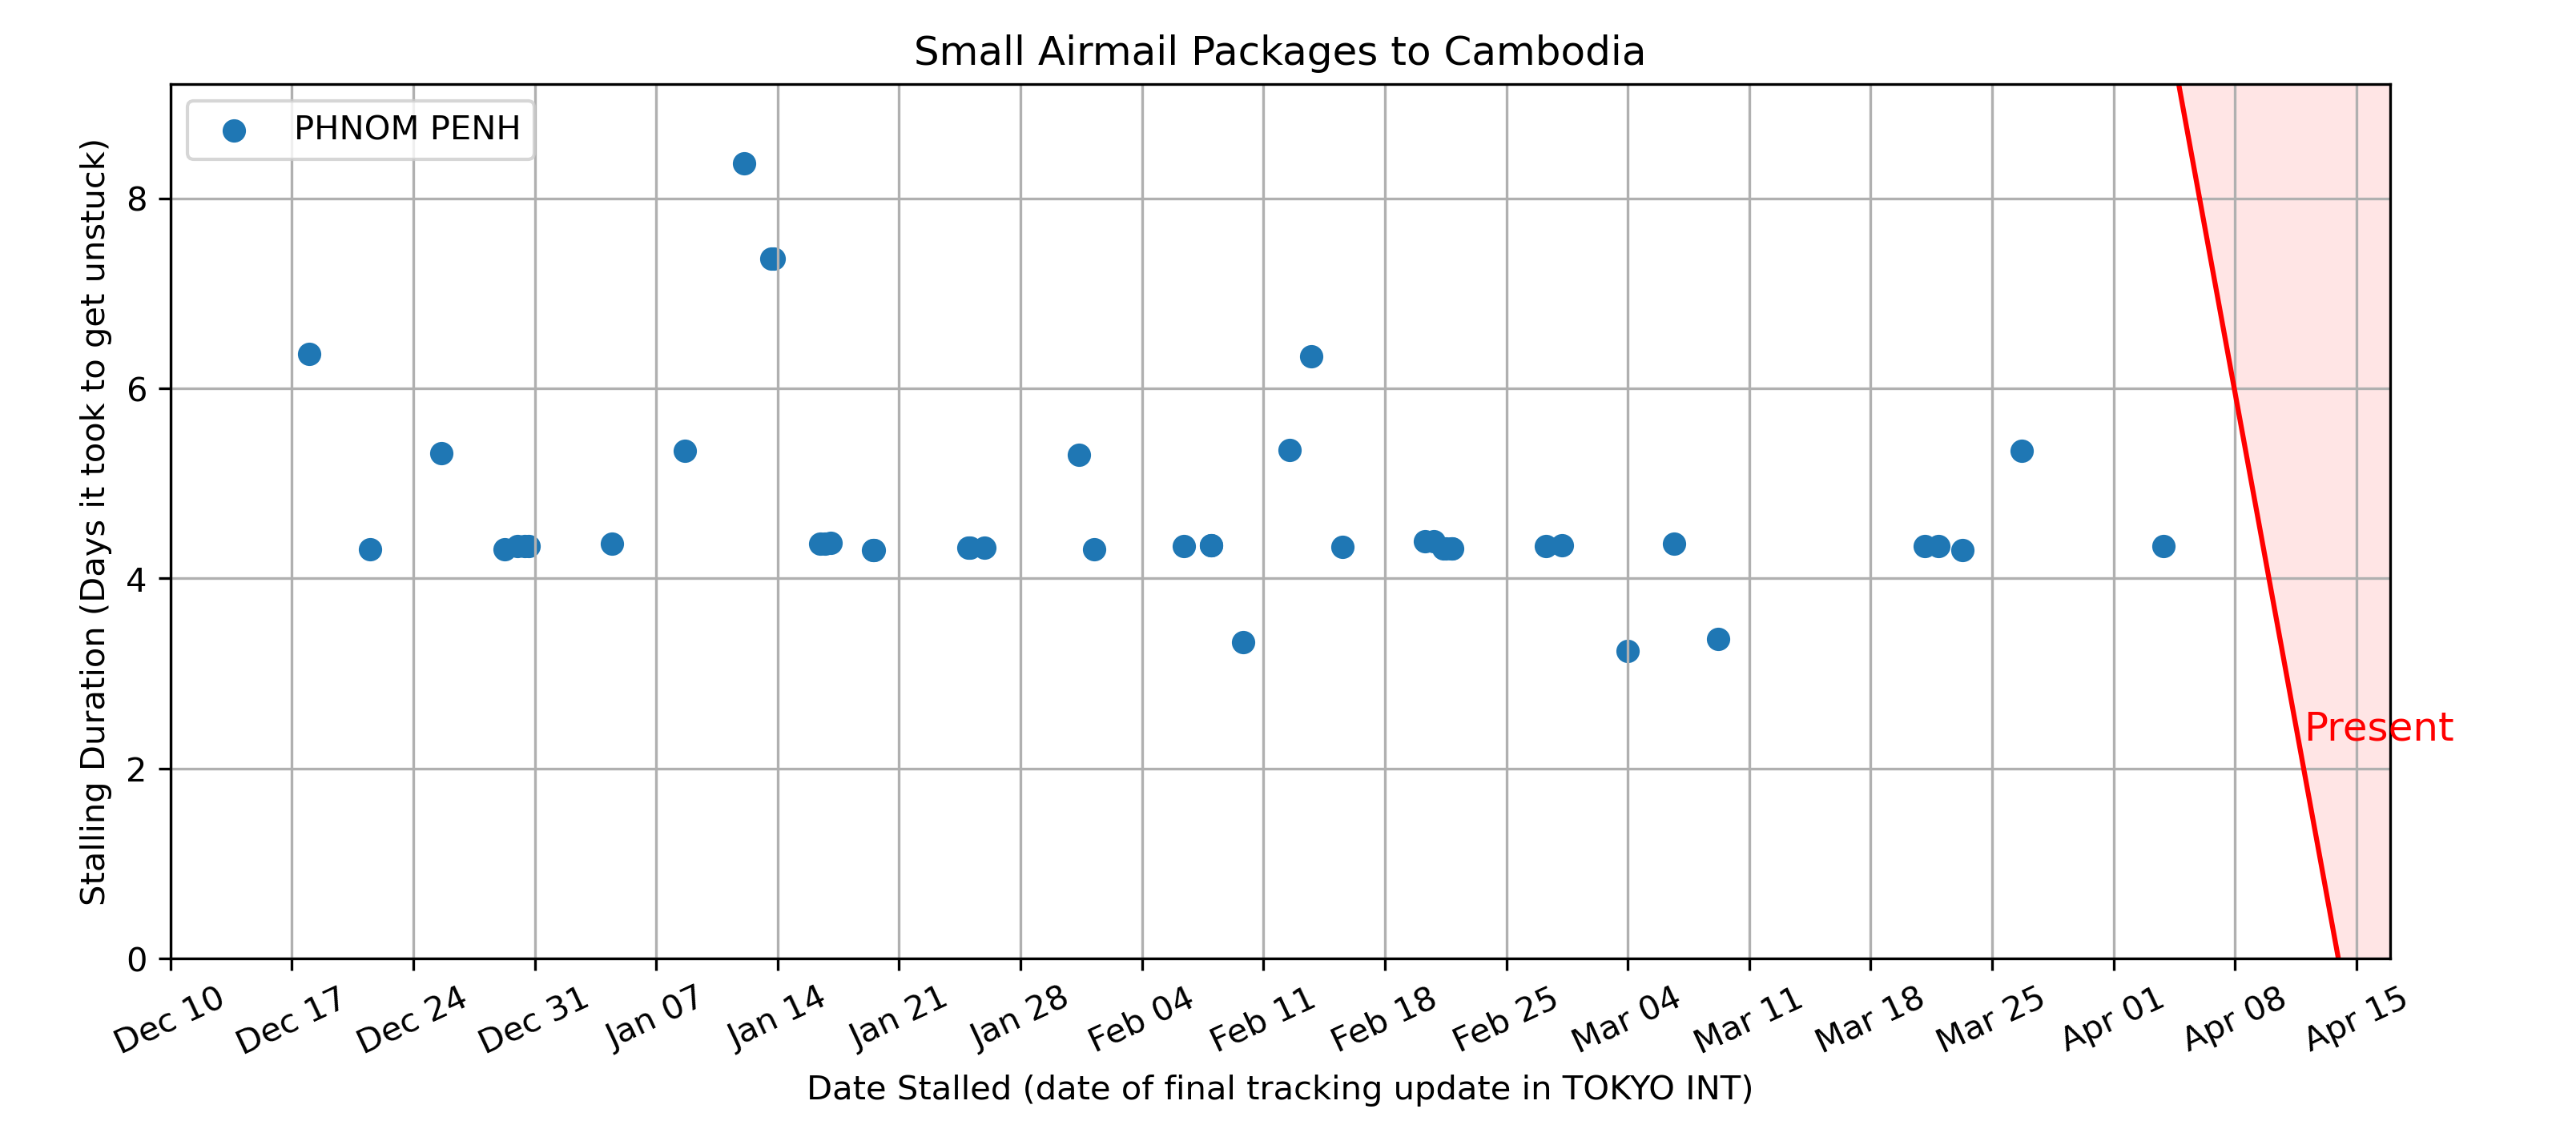 Small Airmail Packages to Cambodia
PHNOM PENH
Stalling Duration (Days it took to get unstuck)
8
6
4
2
0
Present
Dec 10
Dec 17
Dec 24
Dec 31
Jan 07
Jan 14
Jan 21
Jan 28
Feb 04
Feb 11
Feb 18
Feb 25
Mar 04
Mar 11
Mar 18
Mar 25
Apr 01
Apr 08
Apr 15
Date Stalled (date of final tracking update in TOKYO INT)